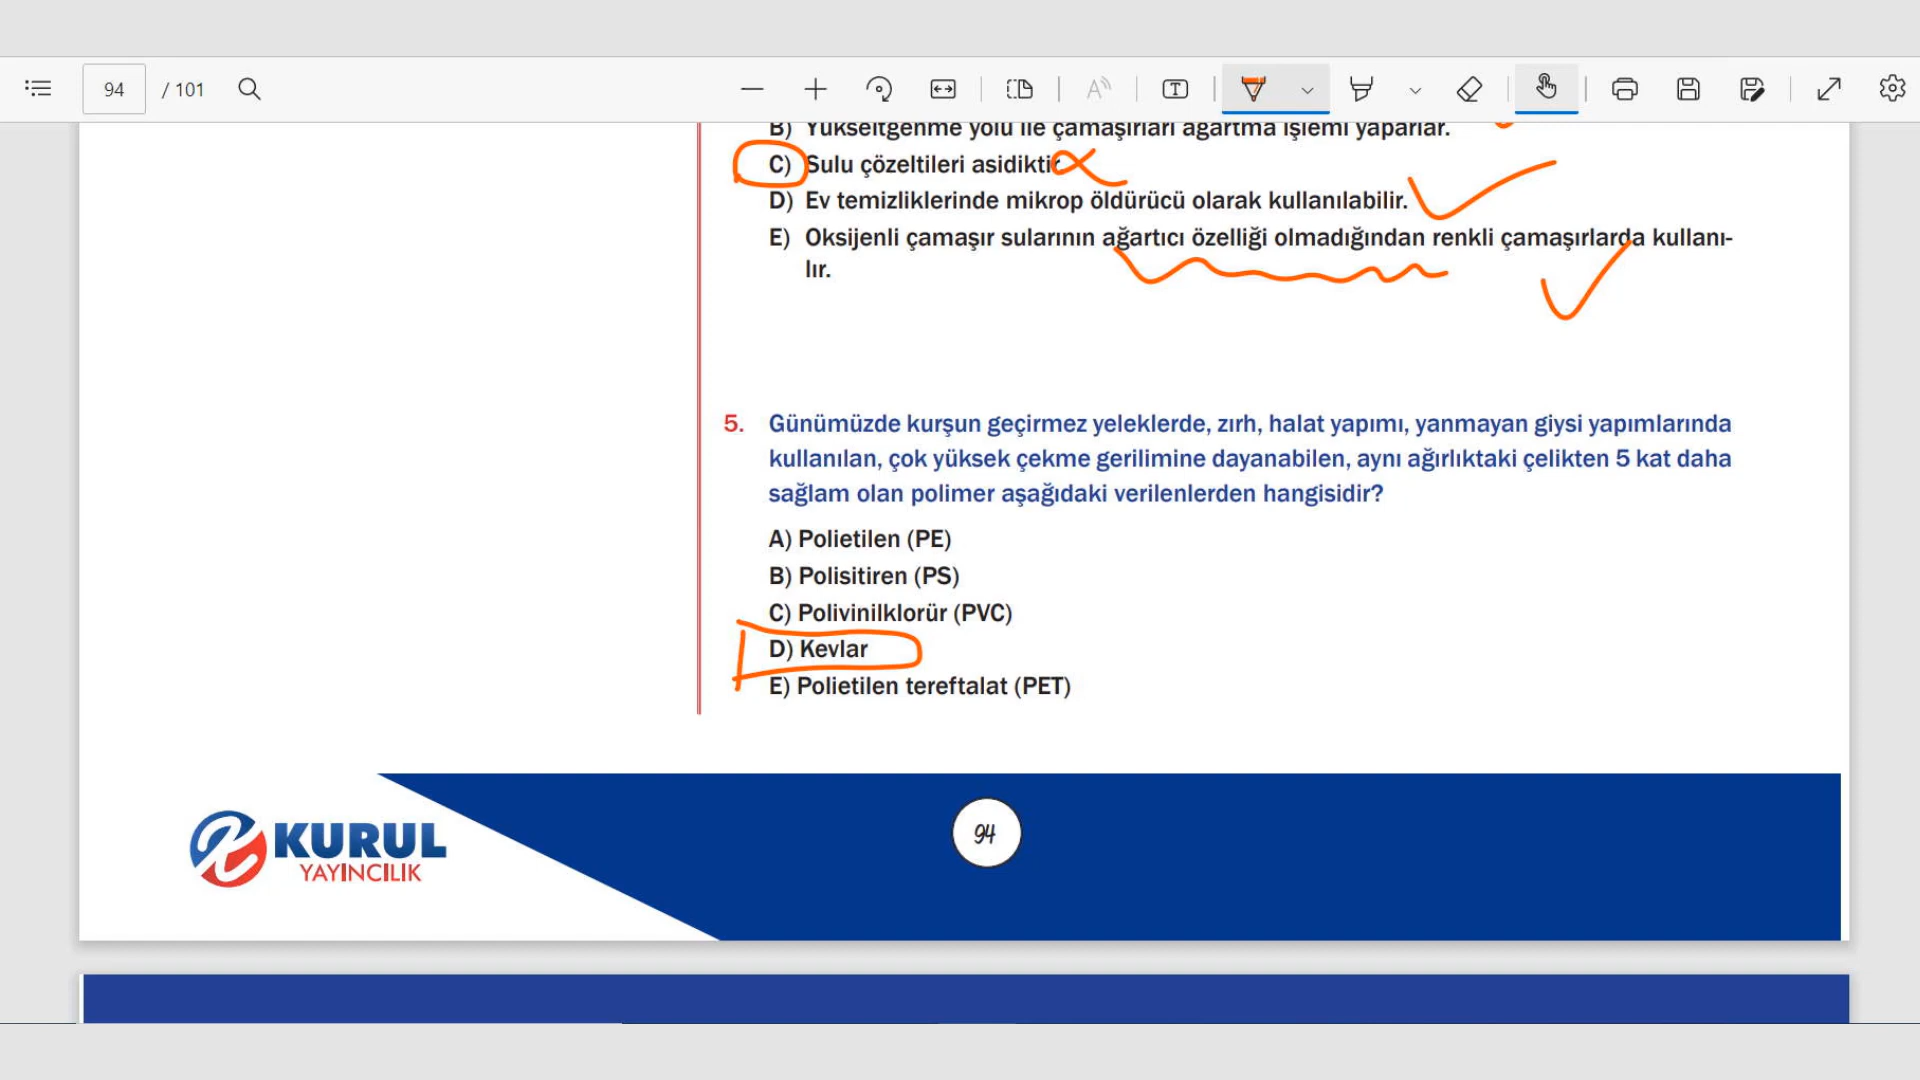 94 / 101
B) Yükseltgenme yolu ile çamaşırları ağartma işlemi yaparlar.
C) Sulu çözeltileri asidiktir
D) Ev temizliklerinde mikrop öldürücü olarak kullanılabilir.
E) Oksijenli çamaşır sularının ağartıcı özelliği olmadığından renkli çamaşırlarda kullanı-
lır.
5. Günümüzde kurşun geçirmez yeleklerde, zırh, halat yapımı, yanmayan giysi yapımlarında
kullanılan, çok yüksek çekme gerilimine dayanabilen, aynı ağırlıktaki çelikten 5 kat daha
sağlam olan polimer aşağıdaki verilenlerden hangisidir?
A) Polietilen (PE)
B) Polisitiren (PS)
C) Polivinilklorür (PVC)
D) Kevlar
E) Polietilen tereftalat (PET)
KURUL
YAYINCILIK
94